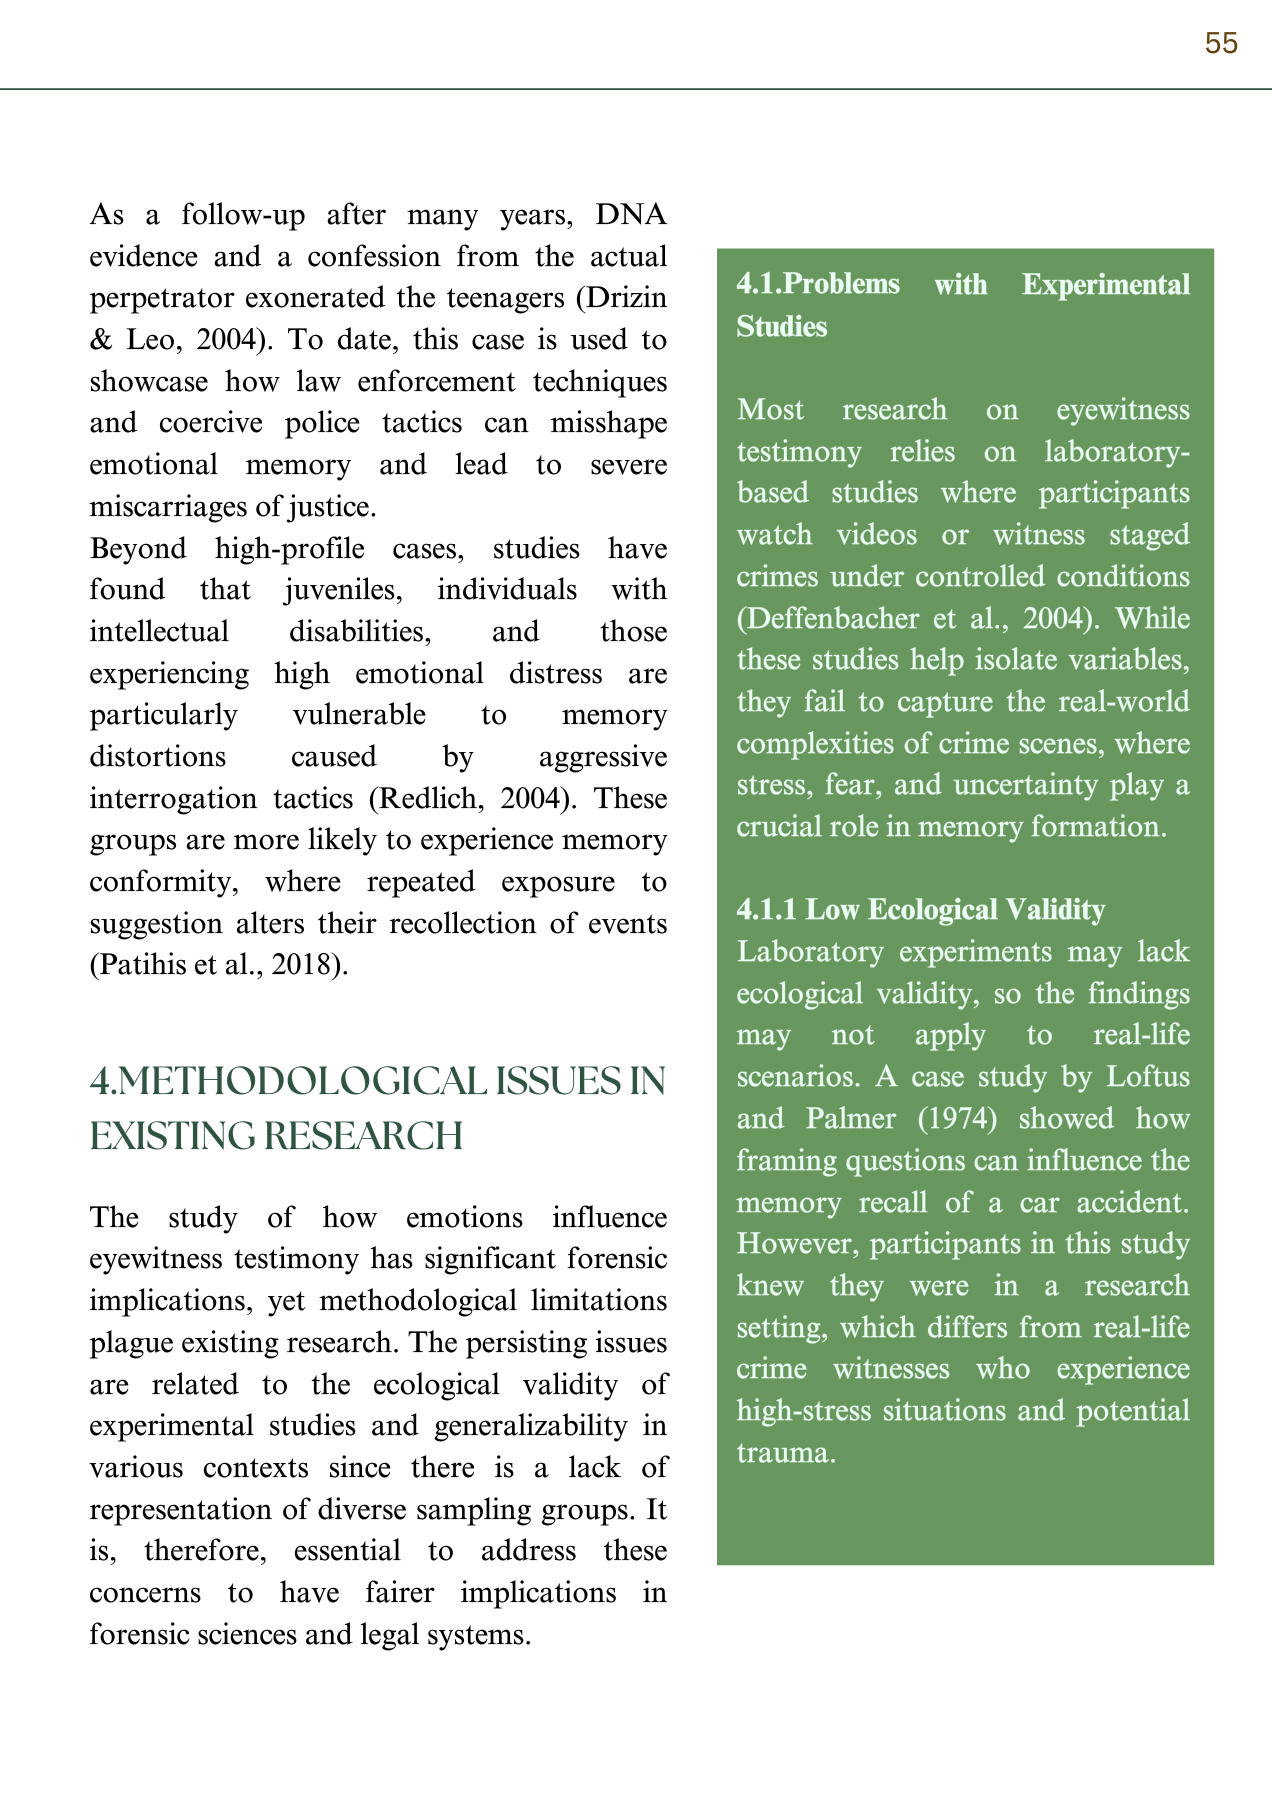 55
As a follow-up after many years, DNA
evidence and a confession from the actual
perpetrator exonerated the teenagers (Drizin
& Leo, 2004). To date, this case is used to
showcase how law enforcement techniques
and coercive police tactics can misshape
emotional memory and lead to severe
miscarriages of justice.
Beyond high-profile cases, studies have
found that juveniles, individuals with
intellectual disabilities, and those
experiencing high emotional distress are
particularly vulnerable to memory
distortions caused by aggressive
interrogation tactics (Redlich, 2004). These
groups are more likely to experience memory
conformity, where repeated exposure to
suggestion alters their recollection of events
(Patihis et al., 2018).
4.METHODOLOGICAL ISSUES IN
EXISTING RESEARCH
The study of how emotions influence
eyewitness testimony has significant forensic
implications, yet methodological limitations
plague existing research. The persisting issues
are related to the ecological validity of
experimental studies and generalizability in
various contexts since there is a lack of
representation of diverse sampling groups. It
is, therefore, essential to address these
concerns to have fairer implications in
forensic sciences and legal systems.
4.1.Problems with Experimental
Studies
Most research on eyewitness
testimony relies on laboratory-
based studies where participants
watch videos or witness staged
crimes under controlled conditions
(Deffenbacher et al., 2004). While
these studies help isolate variables,
they fail to capture the real-world
complexities of crime scenes, where
stress, fear, and uncertainty play a
crucial role in memory formation.
4.1.1 Low Ecological Validity
Laboratory experiments may lack
ecological validity, so the findings
may not apply to real-life
scenarios. A case study by Loftus
and Palmer (1974) showed how
framing questions can influence the
memory recall of a car accident.
However, participants in this study
knew they were in a research
setting, which differs from real-life
crime witnesses who experience
high-stress situations and potential
trauma.